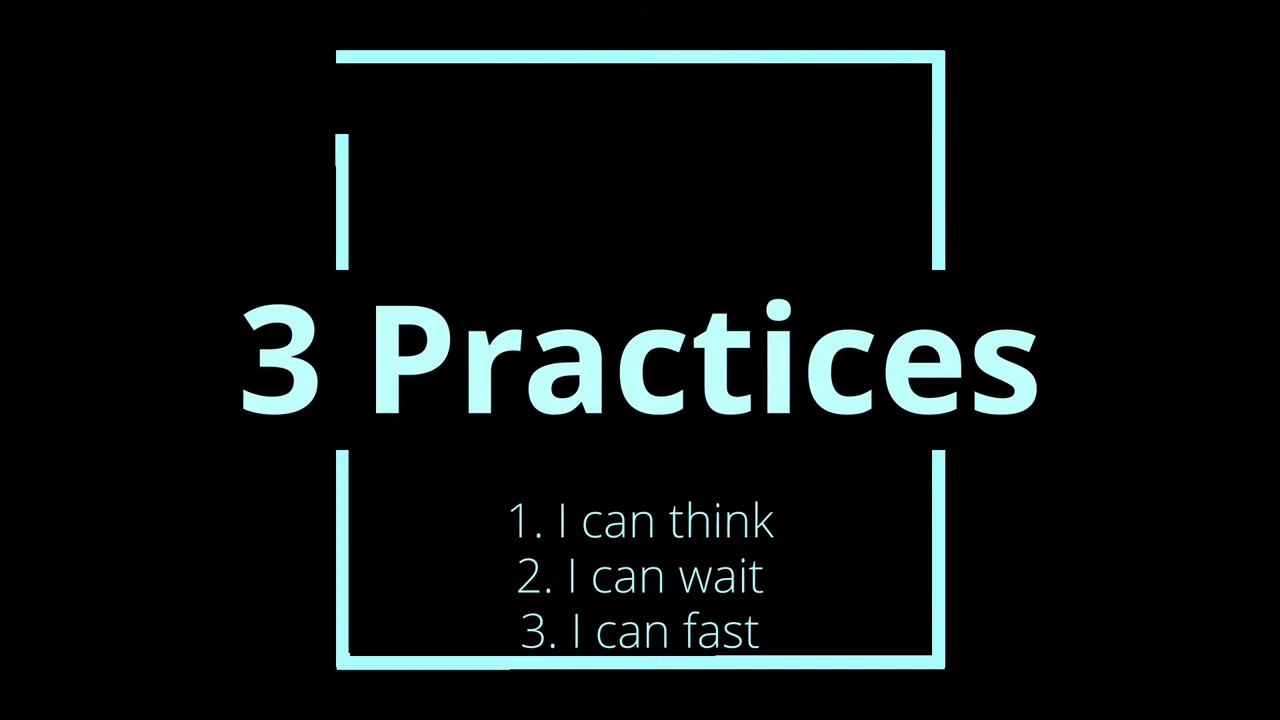 3 Practices
1. I can think
2. I can wait
3. I can fast